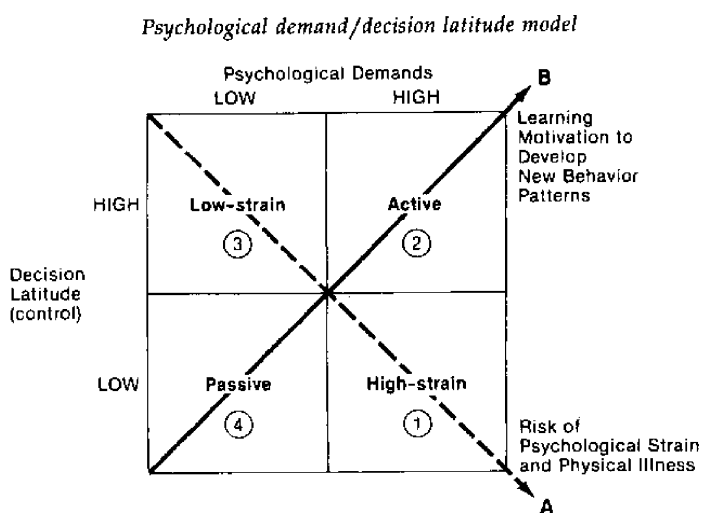 Psychological demand/decision latitude model
Psychological Demands
LOW
HIGH
B
Learning
Motivation to
Develop
New Behavior
Patterns
HIGH
Low-strain
Active
3
2
Decision
Latitude
(control)
LOW
Passive
High-strain
4
1
Risk of
Psychological Strain
and Physical Illness
A